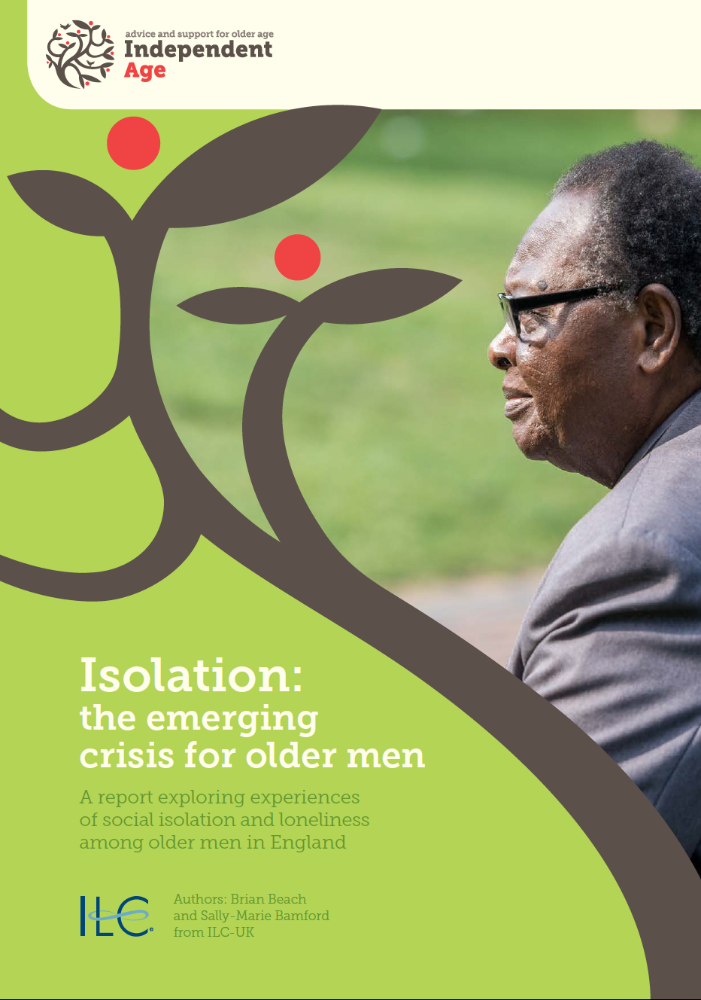 advice and support for older age
Independent
Age
Isolation:
the emerging
crisis for older men
A report exploring experiences
of social isolation and loneliness
among older men in England
ILC
Authors: Brian Beach
and Sally-Marie Bamford
from ILC-UK